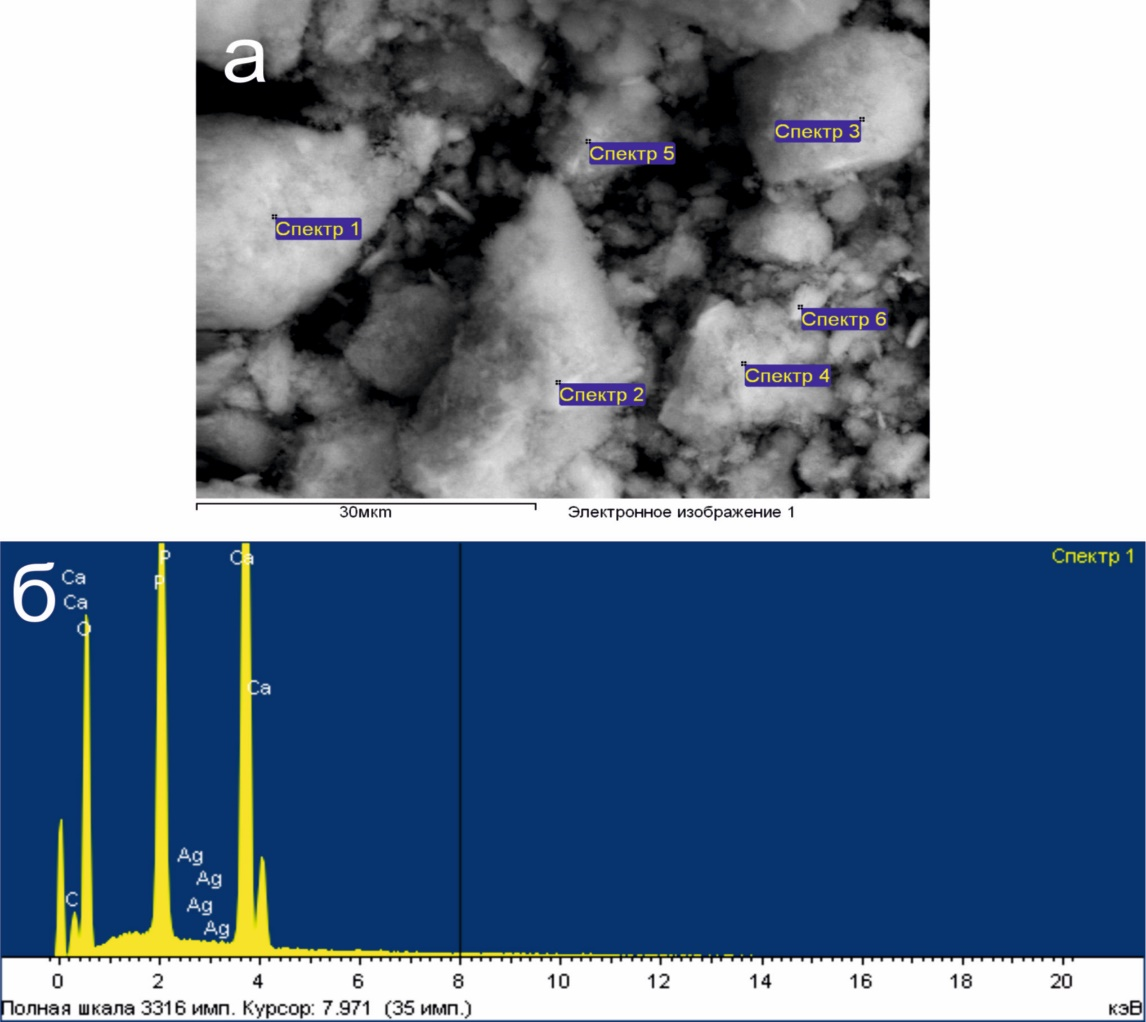 а
Спектр 3
Спектр 5
Спектр 1
Спектр 6
Спектр 4
Спектр 2
30мкm
Электронное изображение 1
б
Спектр 1
P
Ca
Ca
P
Ca
O
Ca
Ag
Ag
C
Ag
Ag
0 2 4 6 8 10 12 14 16 18 20
Полная шкала 3316 имп. Курсор: 7.971 (35 имп.)
кэВ